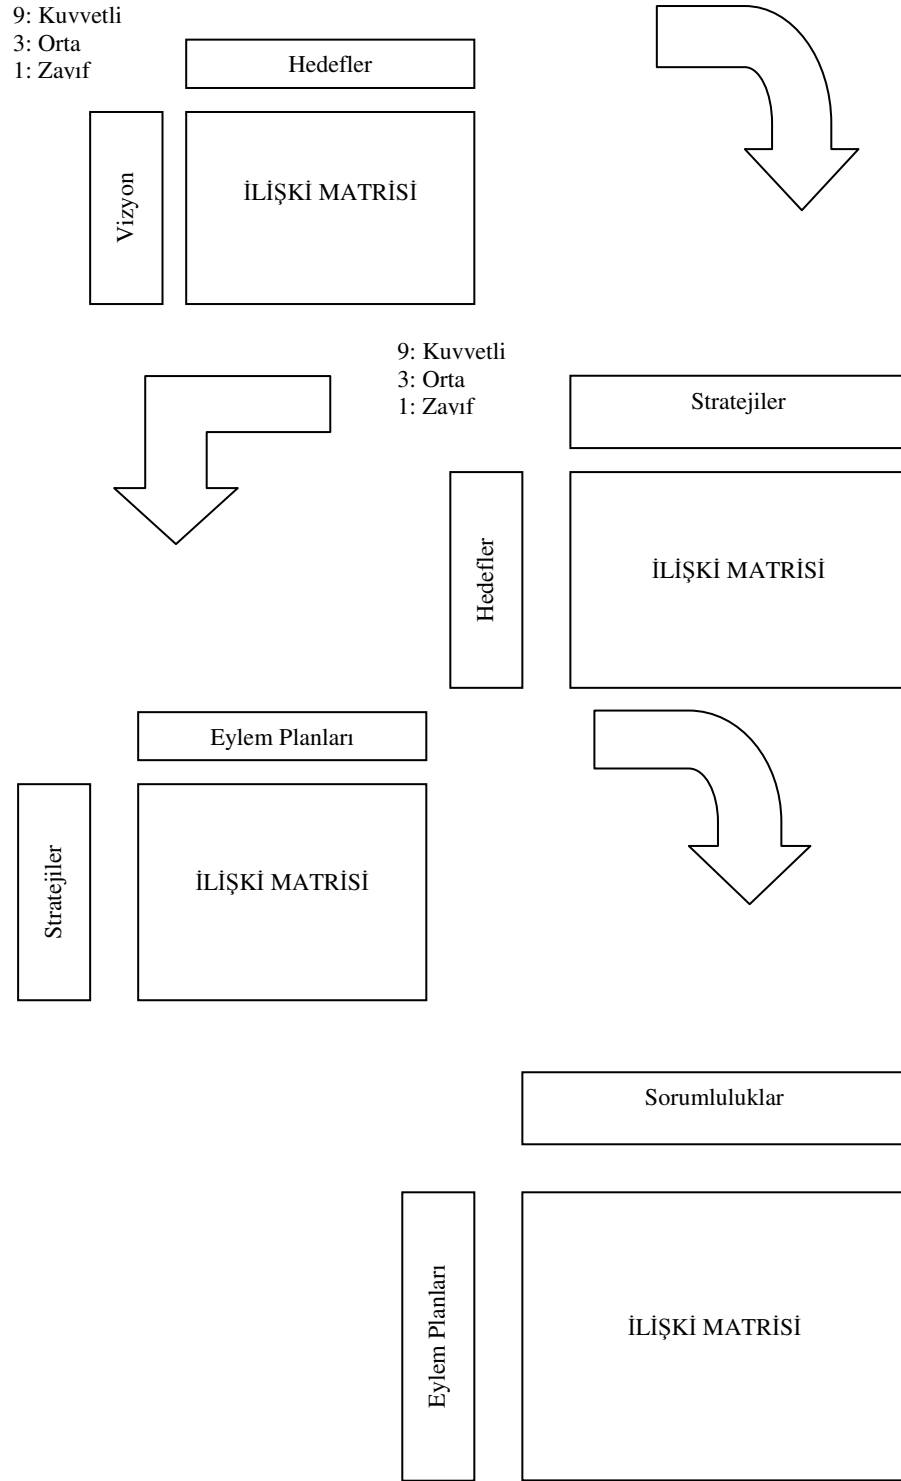 9: Kuvvetli
3: Orta
1: Zayıf
Hedefler
Vizyon
İLİŞKİ MATRİSİ
9: Kuvvetli
3: Orta
1: Zayıf
Stratejiler
Hedefler
İLİŞKİ MATRİSİ
Eylem Planları
Stratejiler
İLİŞKİ MATRİSİ
Sorumluluklar
Eylem Planları
İLİŞKİ MATRİSİ